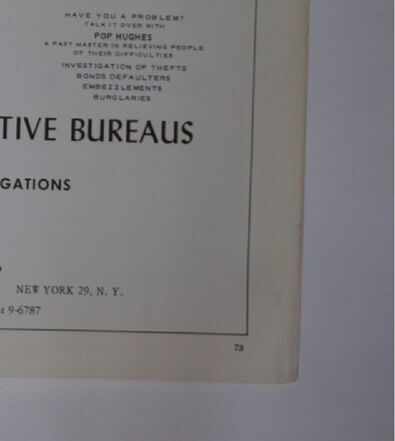 HAVE YOU A PROBLEM?
TALK IT OVER WITH
POP HUGHES
A PAST MASTER IN RELIEVING PEOPLE
OF THEIR DIFFICULTIES
INVESTIGATION OF THEFTS
BONDS DEFAULTERS
EMBEZZLEMENTS
BURGLARIES
TIVE BUREAUS
GATIONS
NEW YORK 29, N. Y.
t 9-6787
73